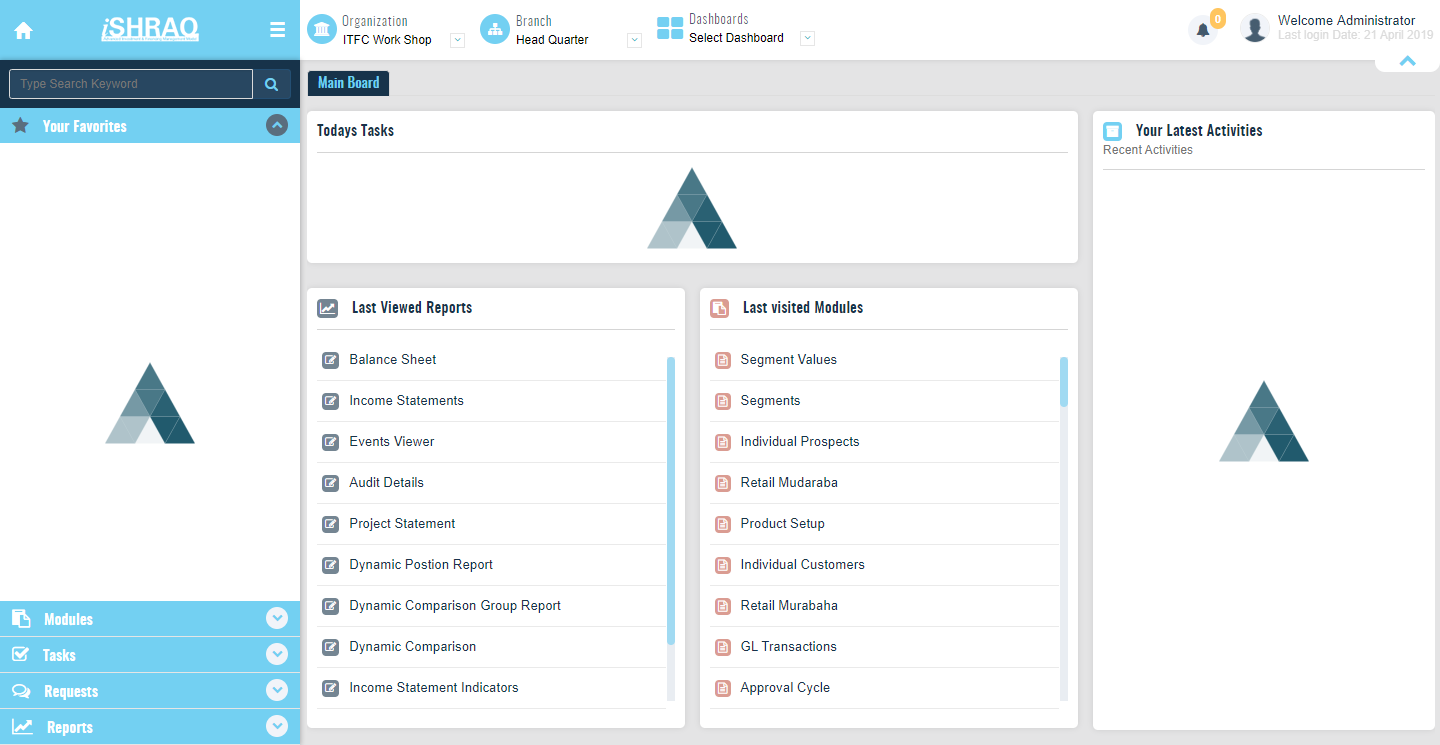 iSHRAQ
Organization
ITFC Work Shop
Branch
Head Quarter
Dashboards
Select Dashboard
0
Welcome Administrator
Last login Date: 21 April 2019
Type Search Keyword
Main Board
Your Favorites
Todays Tasks
Your Latest Activities
Recent Activities
Last Viewed Reports
Balance Sheet
Income Statements
Events Viewer
Audit Details
Project Statement
Dynamic Postion Report
Dynamic Comparison Group Report
Dynamic Comparison
Income Statement Indicators
Last visited Modules
Segment Values
Segments
Individual Prospects
Retail Mudaraba
Product Setup
Individual Customers
Retail Murabaha
GL Transactions
Approval Cycle
Modules
Tasks
Requests
Reports